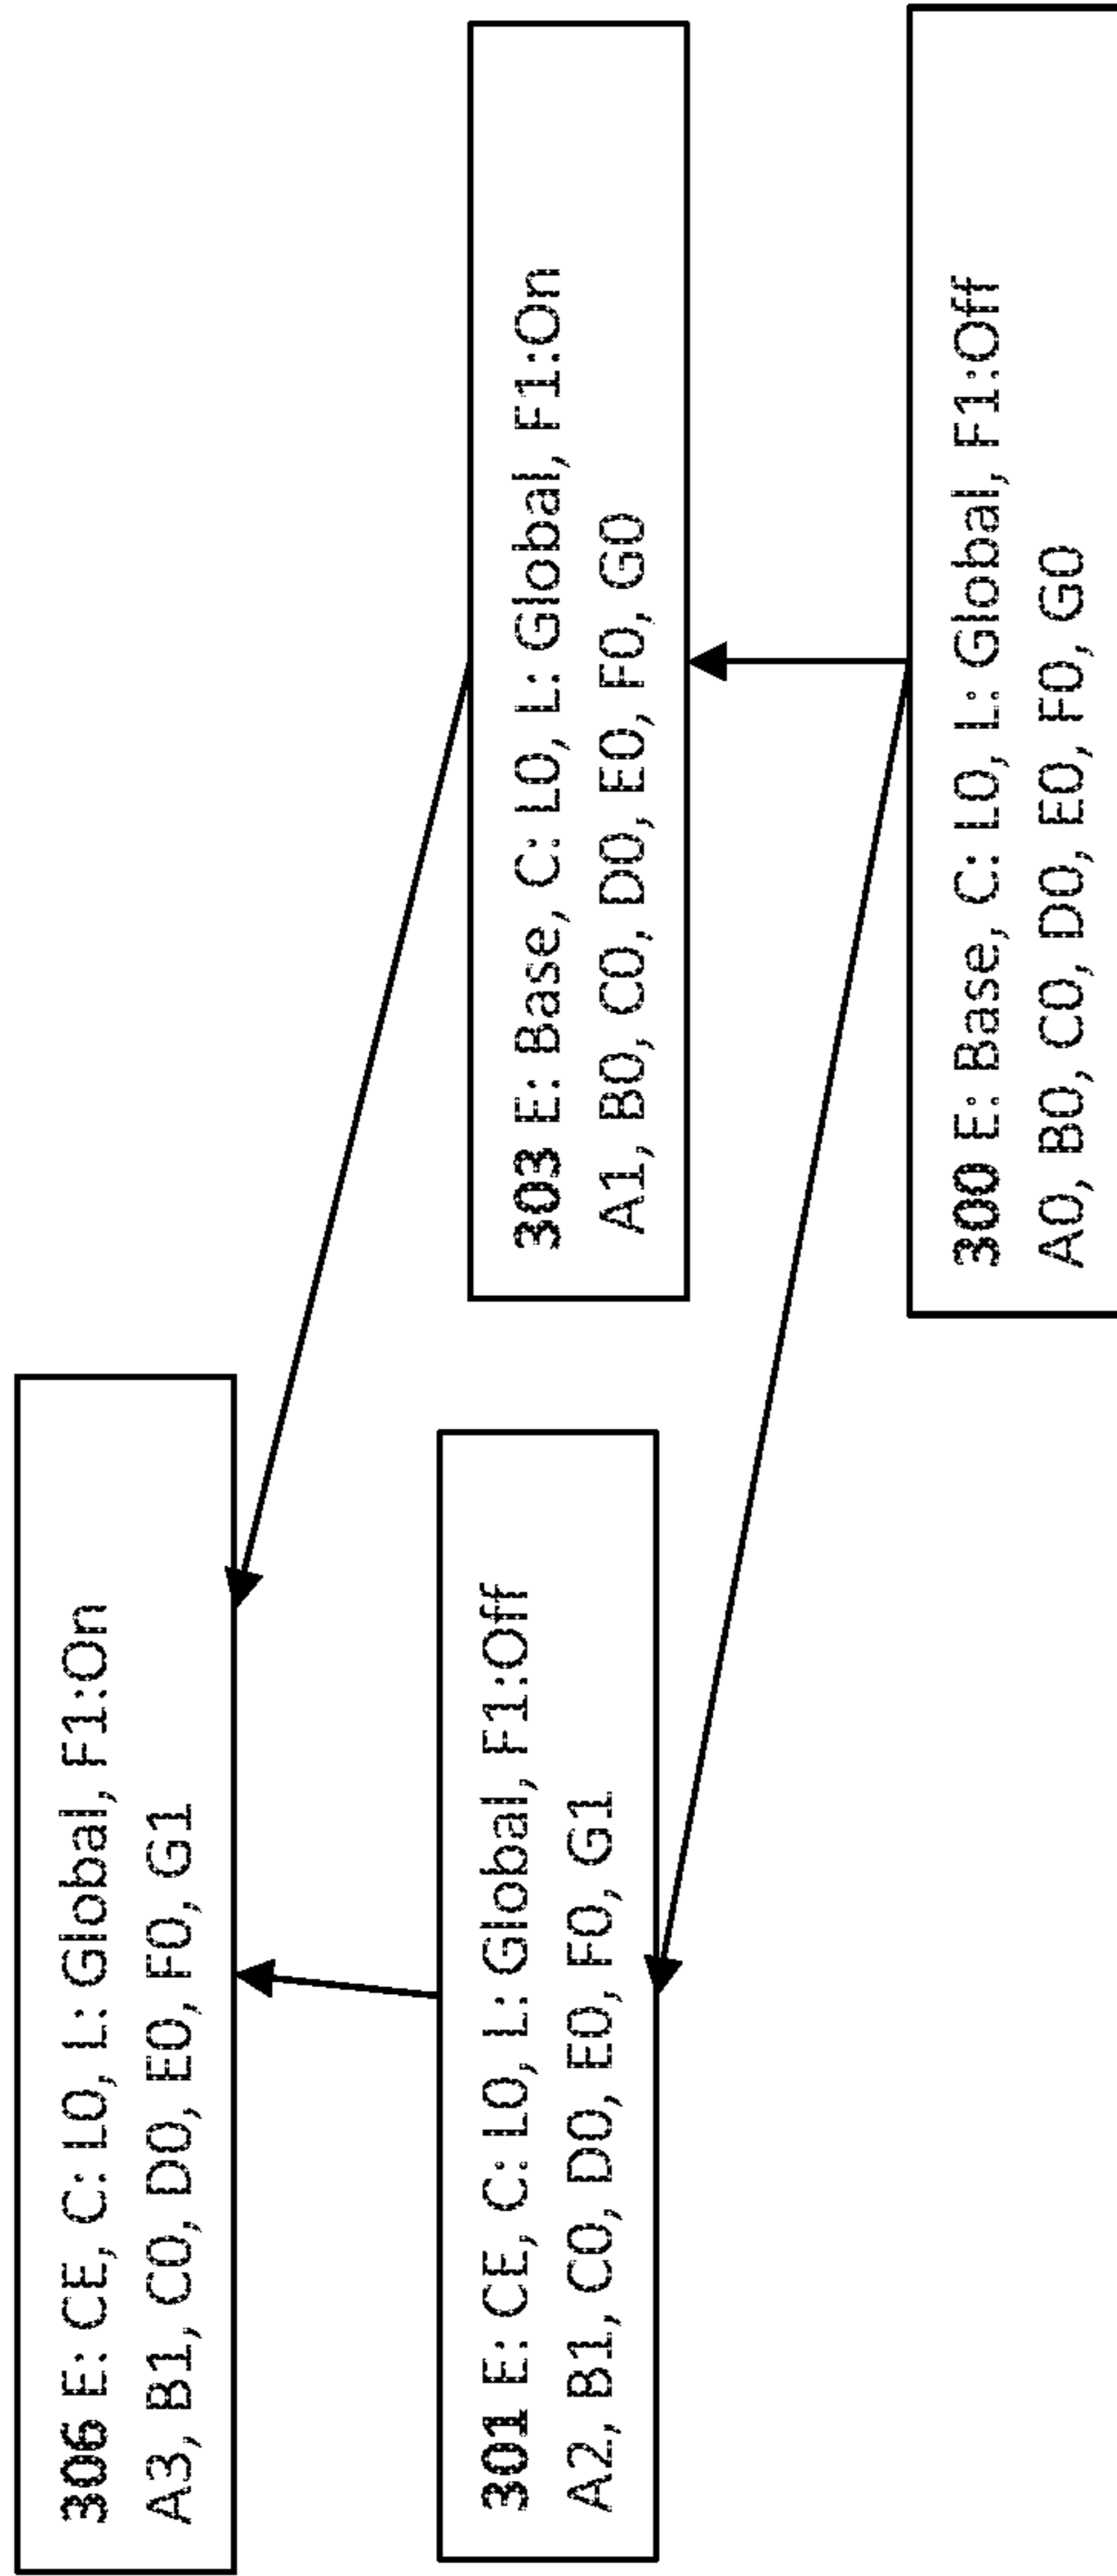 306 E: CE, C: L0, L: Global, F1:On
A3, B1, C0, D0, E0, F0, G1
301 E: CE, C: L0, L: Global, F1:Off
A2, B1, C0, D0, E0, F0, G1
303 E: Base, C: L0, L: Global, F1:On
A1, B0, C0, D0, E0, F0, G0
300 E: Base, C: L0, L: Global, F1:Off
A0, B0, C0, D0, E0, F0, G0